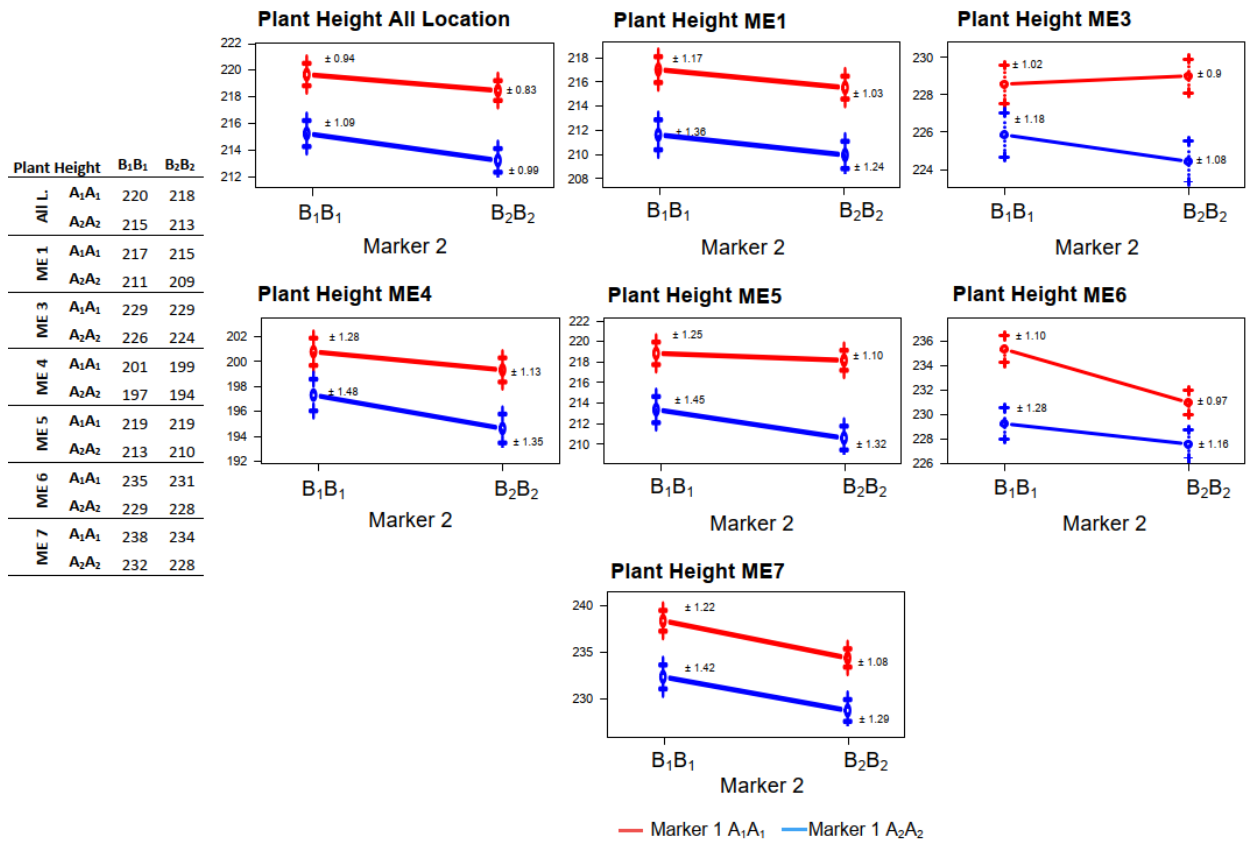 Plant Height B₁B₁ B₂B₂
All L. A₁A₁ 220 218
A₂A₂ 215 213
ME 1 A₁A₁ 217 215
A₂A₂ 211 209
ME 3 A₁A₁ 229 229
A₂A₂ 226 224
ME 4 A₁A₁ 201 199
A₂A₂ 197 194
ME 5 A₁A₁ 219 219
A₂A₂ 213 210
ME 6 A₁A₁ 235 231
A₂A₂ 229 228
ME 7 A₁A₁ 238 234
A₂A₂ 232 228
Plant Height All Location
222
220
218
216
214
212
± 0.94
± 0.83
± 1.09
± 0.99
B₁B₁ B₂B₂
Marker 2
Plant Height ME1
218
216
214
212
210
208
± 1.17
± 1.03
± 1.36
± 1.24
B₁B₁ B₂B₂
Marker 2
Plant Height ME3
230
228
226
224
± 1.02
± 0.9
± 1.18
± 1.08
B₁B₁ B₂B₂
Marker 2
Plant Height ME4
202
200
198
196
194
192
± 1.28
± 1.13
± 1.48
± 1.35
B₁B₁ B₂B₂
Marker 2
Plant Height ME5
222
220
218
216
214
212
210
± 1.25
± 1.10
± 1.45
± 1.32
B₁B₁ B₂B₂
Marker 2
Plant Height ME6
236
234
232
230
228
226
± 1.10
± 0.97
± 1.28
± 1.16
B₁B₁ B₂B₂
Marker 2
Plant Height ME7
240
235
230
± 1.22
± 1.08
± 1.42
± 1.29
B₁B₁ B₂B₂
Marker 2
Marker 1 A₁A₁ Marker 1 A₂A₂